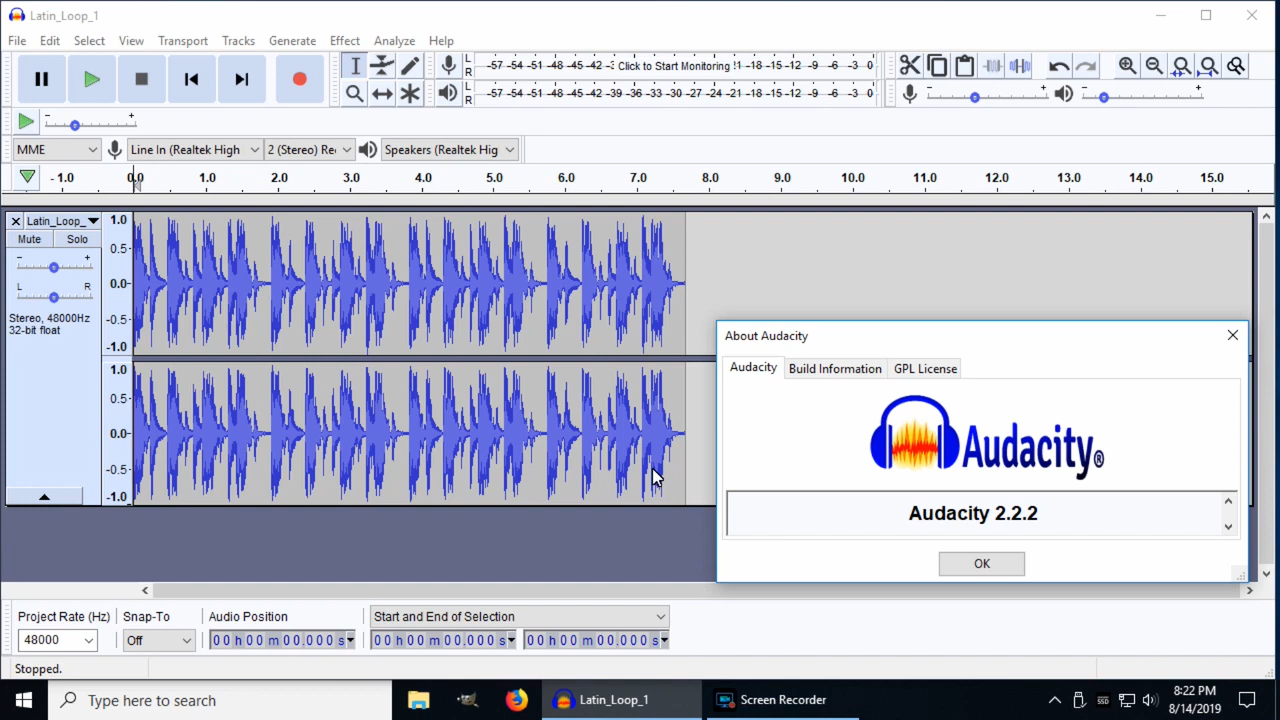 Latin_Loop_1
File Edit Select View Transport Tracks Generate Effect Analyze Help
L -57 -54 -51 -48 -45 -42 Click to Start Monitoring -18 -15 -12 -9 -6 -3 0
R
L -57 -54 -51 -48 -45 -42 -39 -36 -33 -30 -27 -24 -21 -18 -15 -12 -9 -6 -3 0
R
MME Line In (Realtek High 2 (Stereo) Speakers (Realtek Hig
- 1.0 0.0 1.0 2.0 3.0 4.0 5.0 6.0 7.0 8.0 9.0 10.0 11.0 12.0 13.0 14.0 15.0
Latin_Loop_
Mute Solo
- +
L R
Stereo, 48000Hz
32-bit float
1.0
0.5-
0.0-
-0.5-
-1.0
1.0
0.5-
0.0-
-0.5-
-1.0
About Audacity
Audacity Build Information GPL License
Audacity®
Audacity 2.2.2
OK
Project Rate (Hz) Snap-To Audio Position Start and End of Selection
48000 Off 00 h 00 m 00.000 s 00 h 00 m 00.000 s 00 h 00 m 00.000 s
Stopped.
Type here to search Latin_Loop_1 Screen Recorder
SSD
8:22 PM
8/14/2019